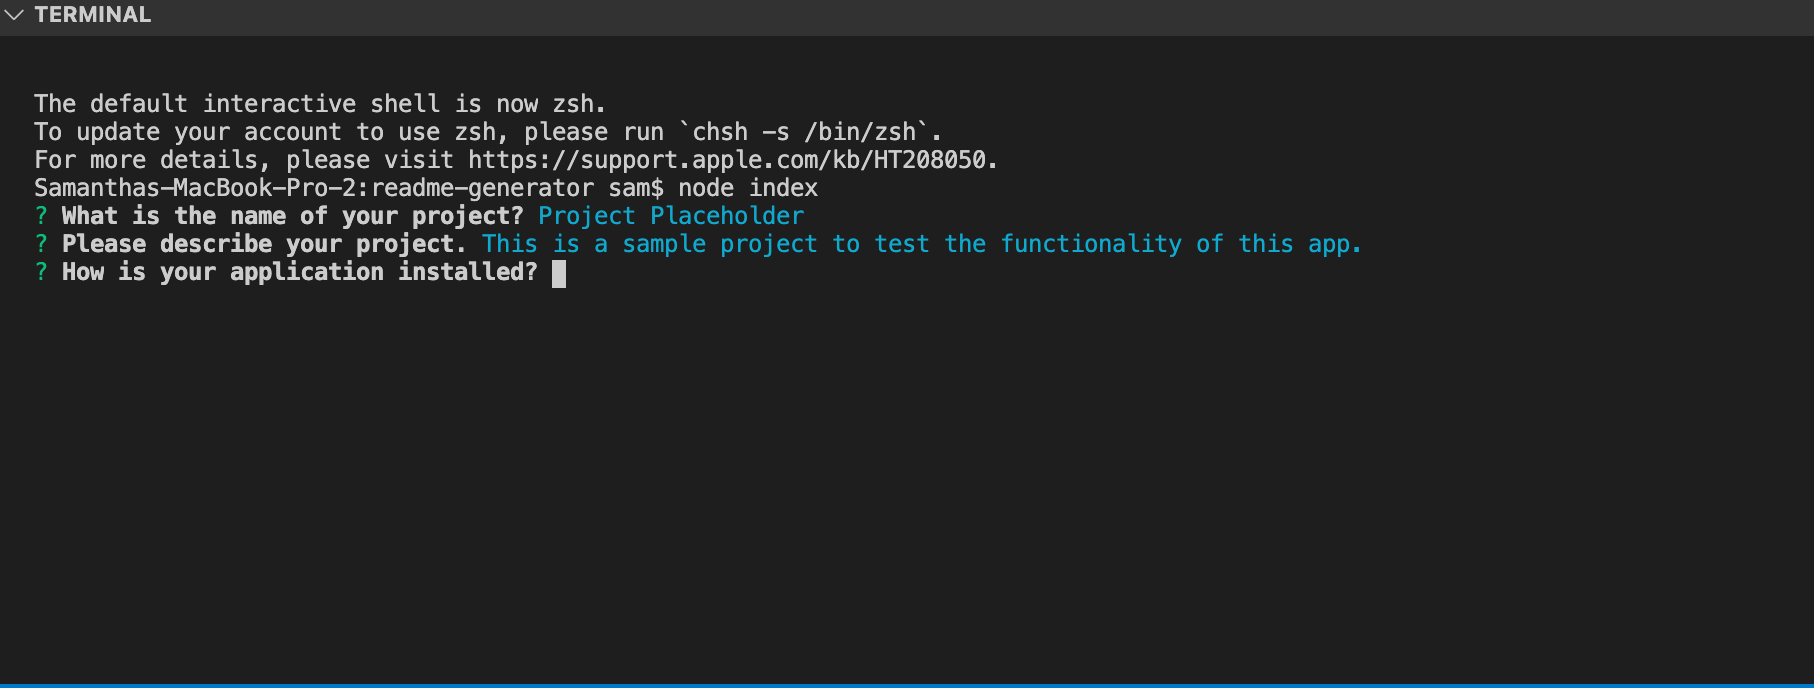 TERMINAL
The default interactive shell is now zsh.
To update your account to use zsh, please run `chsh -s /bin/zsh`.
For more details, please visit https://support.apple.com/kb/HT208050.
Samanthas-MacBook-Pro-2:readme-generator sam$ node index
? What is the name of your project? Project Placeholder
? Please describe your project. This is a sample project to test the functionality of this app.
? How is your application installed?